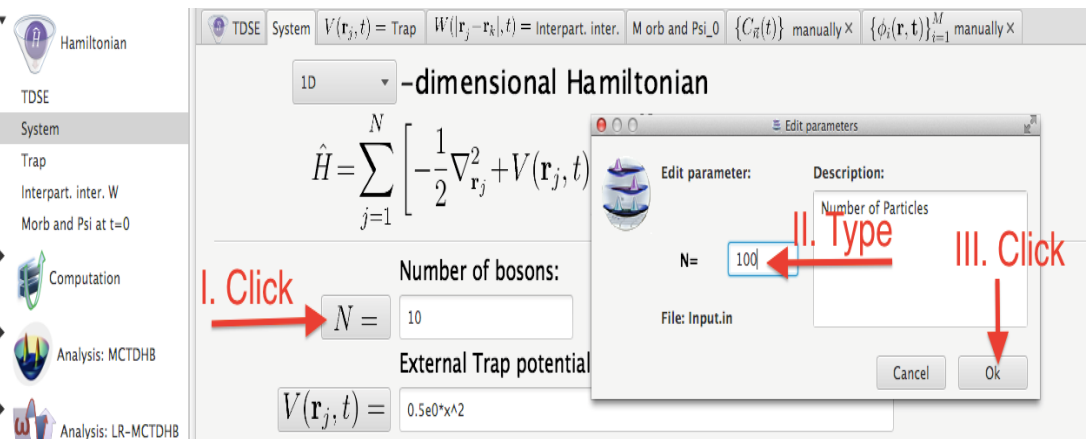 Hamiltonian
TDSE
System
Trap
Interpart. inter. W
Morb and Psi at t=0
Computation
Analysis: MCTDHB
Analysis: LR-MCTDHB
TDSE System V(r_j,t) = Trap W(|r_j−r_k|,t) = Interpart. inter. M orb and Psi_0 {C_n⃗(t)} manually × {ϕ_i(r,t)}_{i=1}^M manually ×
1D −dimensional Hamiltonian
Ĥ = ∑_{j=1}^N [ −1/2 ∇²_{r_j} + V(r_j,t)
I. Click
Number of bosons:
N = 10
External Trap potential
V(r_j,t) = 0.5e0*x^2
Edit parameters
Edit parameter: Description:
Number of Particles
II. Type
N= 100
III. Click
File: Input.in
Cancel Ok